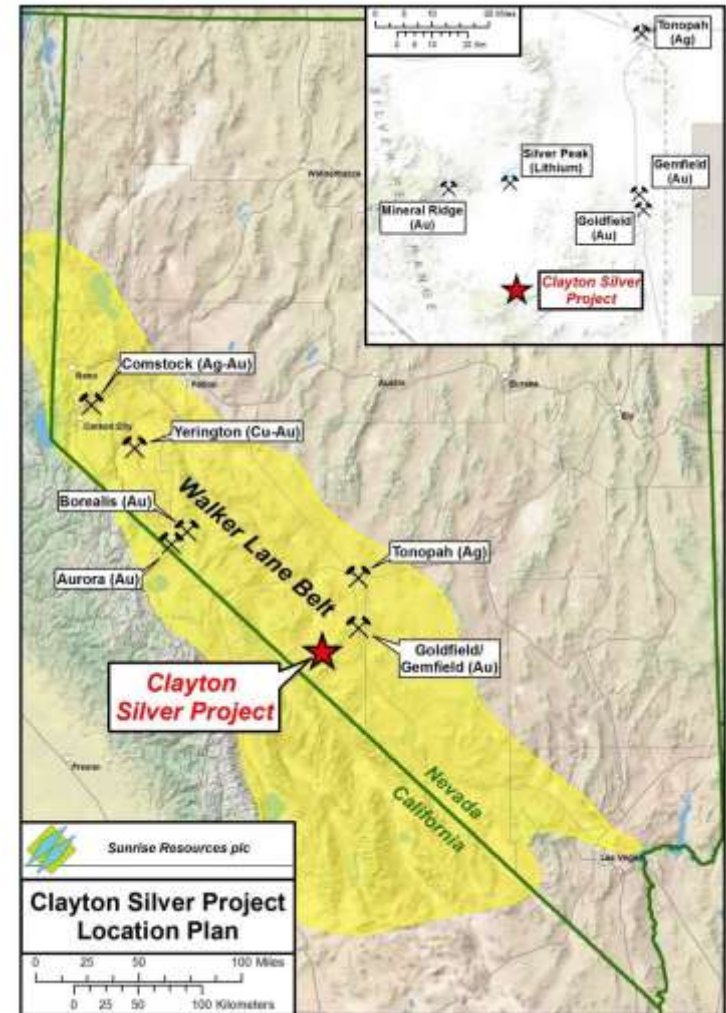 Tonopah
(Ag)
Silver Peak
(Lithium)
Gemfield
(Au)
Mineral Ridge
(Au)
Goldfield
(Au)
RANGE
Clayton Silver
Project
Winnemucca
Comstock (Ag-Au)
Reno
Fallon
Austin
Eureka
Ely
Carson City
Yerington (Cu-Au)
Borealis (Au)
Walker Lane Belt
Tonopah (Ag)
Aurora (Au)
Goldfield/
Gemfield (Au)
Clayton
Silver Project
Fresno
Nevada
California
Las Vegas
Sunrise Resources plc
Clayton Silver Project
Location Plan
0 25 50 100 Miles
0 25 50 100 Kilometers